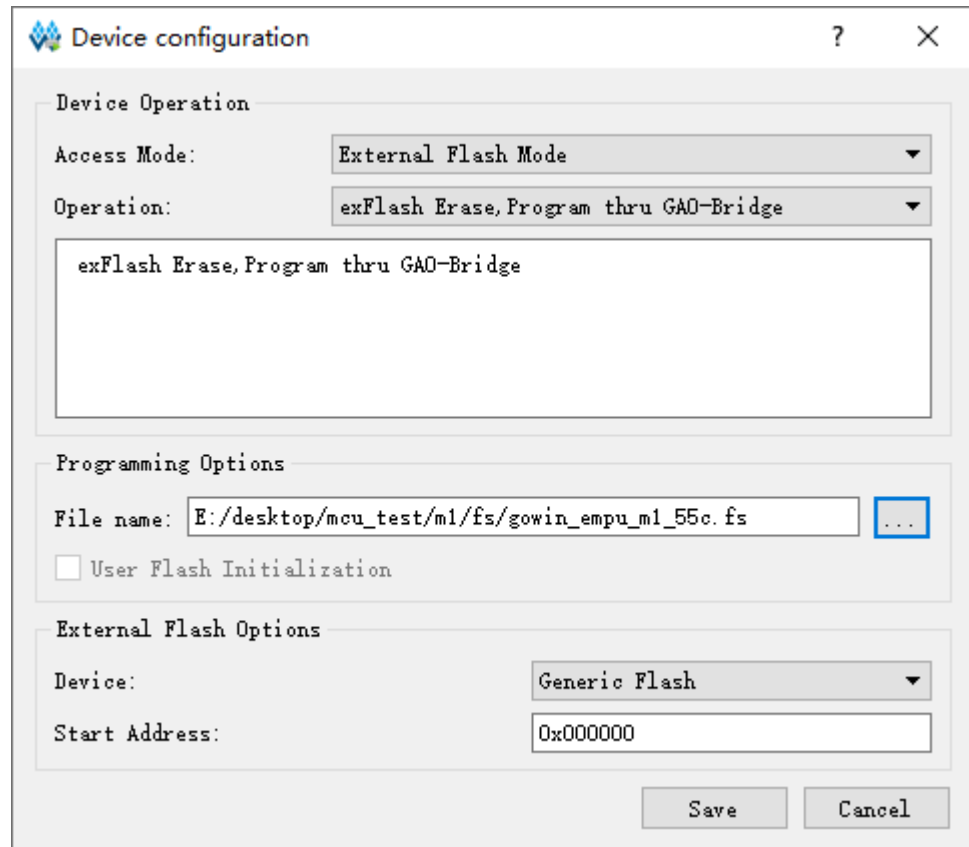 Device configuration ? ×
Device Operation
Access Mode: External Flash Mode
Operation: exFlash Erase,Program thru GAO-Bridge
exFlash Erase,Program thru GAO-Bridge
Programming Options
File name: E:/desktop/mcu_test/m1/fs/gowin_empu_m1_55c.fs ...
User Flash Initialization
External Flash Options
Device: Generic Flash
Start Address: 0x000000
Save Cancel